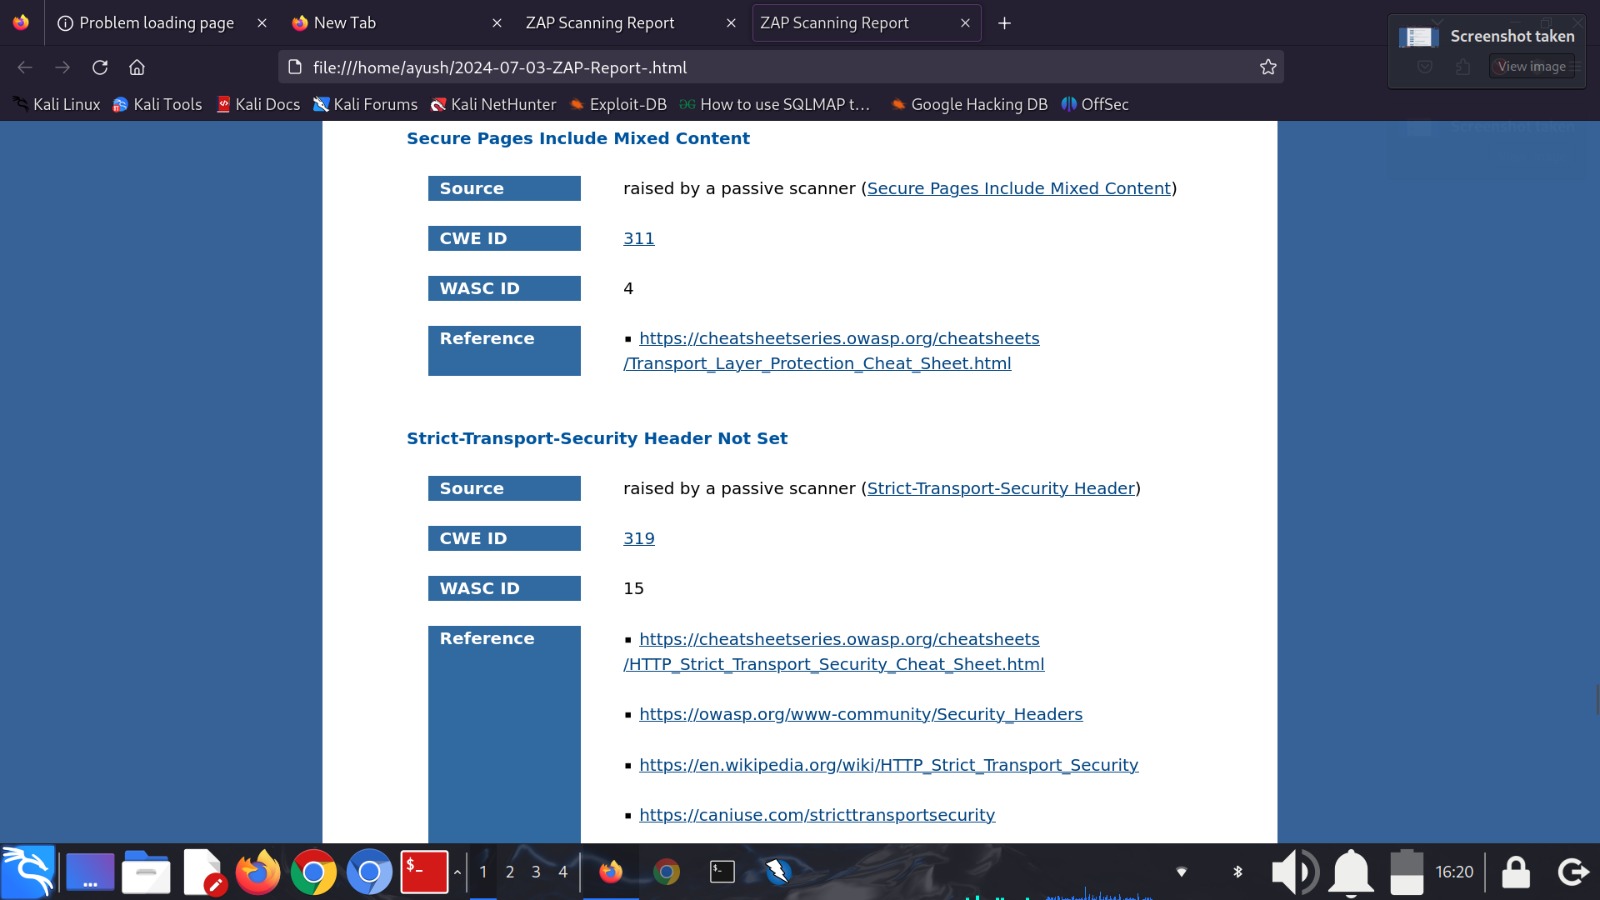 Problem loading page
New Tab
ZAP Scanning Report
ZAP Scanning Report
Screenshot taken
View image
file:///home/ayush/2024-07-03-ZAP-Report-.html
Kali Linux
Kali Tools
Kali Docs
Kali Forums
Kali NetHunter
Exploit-DB
How to use SQLMAP t…
Google Hacking DB
OffSec
Screenshot taken
Secure Pages Include Mixed Content
Source raised by a passive scanner (Secure Pages Include Mixed Content)
CWE ID 311
WASC ID 4
Reference ▪ https://cheatsheetseries.owasp.org/cheatsheets
/Transport_Layer_Protection_Cheat_Sheet.html
Strict-Transport-Security Header Not Set
Source raised by a passive scanner (Strict-Transport-Security Header)
CWE ID 319
WASC ID 15
Reference ▪ https://cheatsheetseries.owasp.org/cheatsheets
/HTTP_Strict_Transport_Security_Cheat_Sheet.html
▪ https://owasp.org/www-community/Security_Headers
▪ https://en.wikipedia.org/wiki/HTTP_Strict_Transport_Security
▪ https://caniuse.com/stricttransportsecurity
$_ 1 2 3 4 16:20